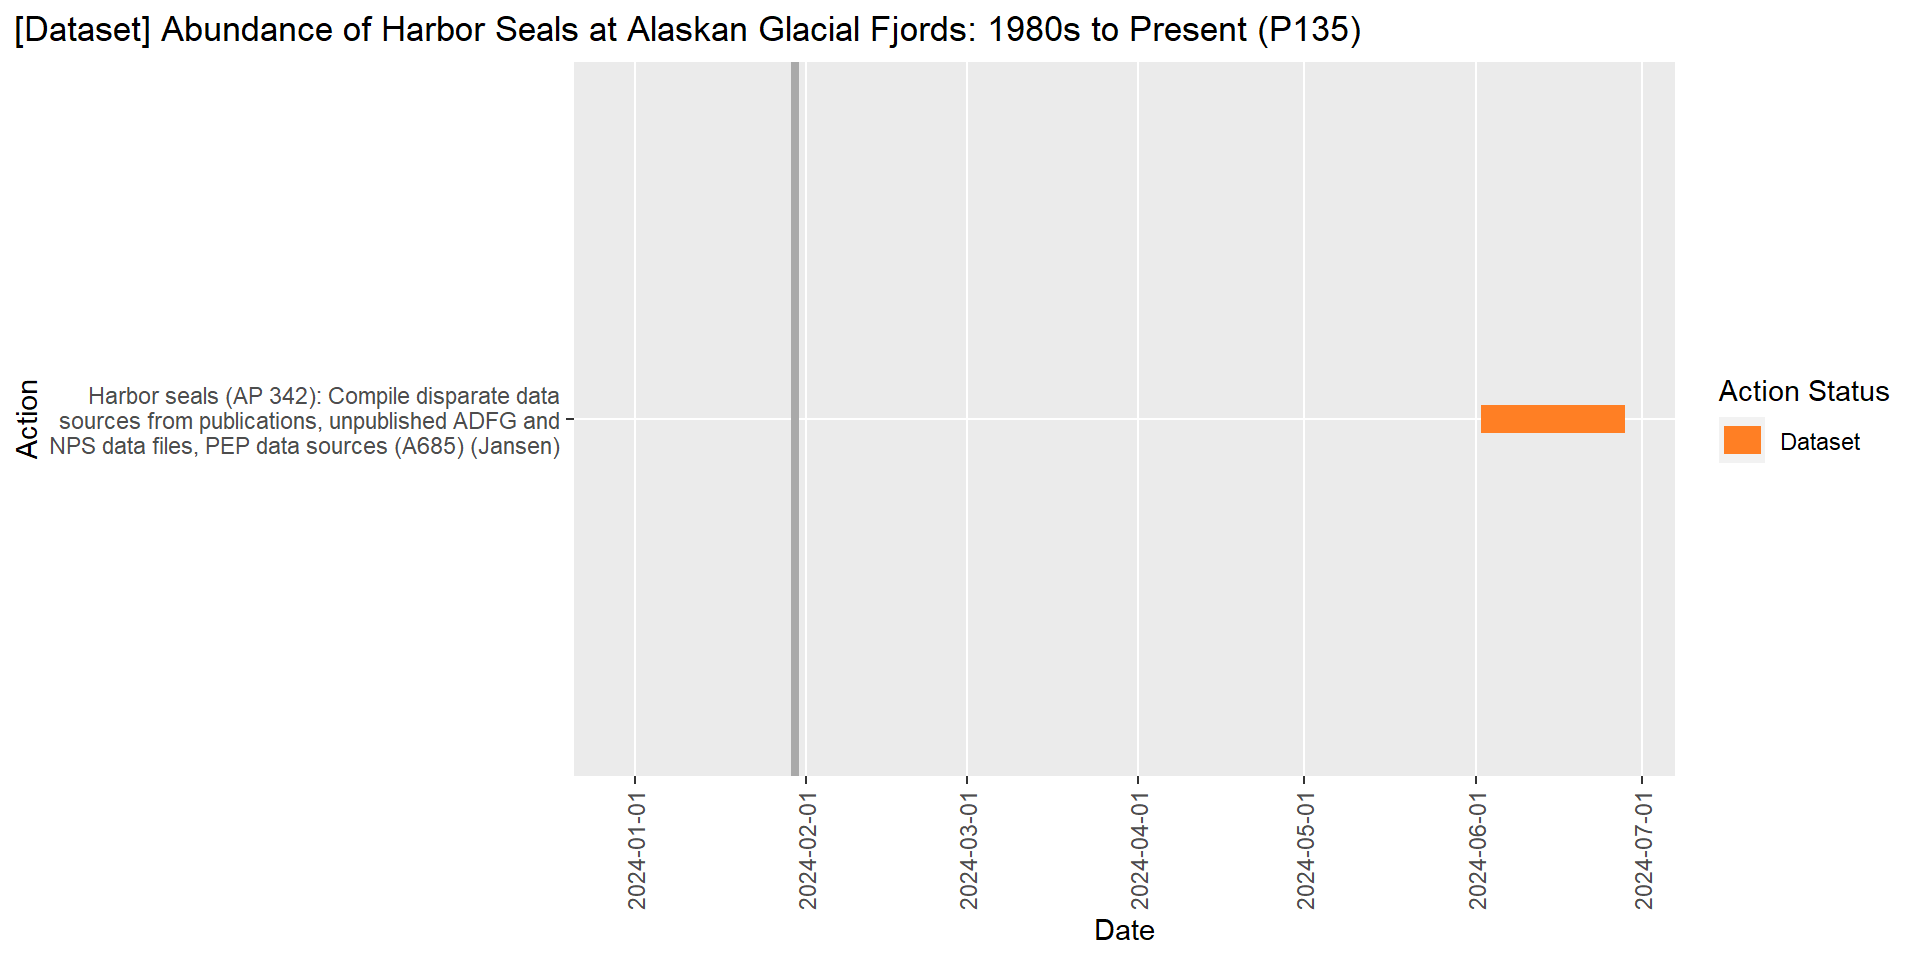 [Dataset] Abundance of Harbor Seals at Alaskan Glacial Fjords: 1980s to Present (P135)
Action
Harbor seals (AP 342): Compile disparate data
sources from publications, unpublished ADFG and
NPS data files, PEP data sources (A685) (Jansen)
Action Status
Dataset
2024-01-01
2024-02-01
2024-03-01
2024-04-01
2024-05-01
2024-06-01
2024-07-01
Date